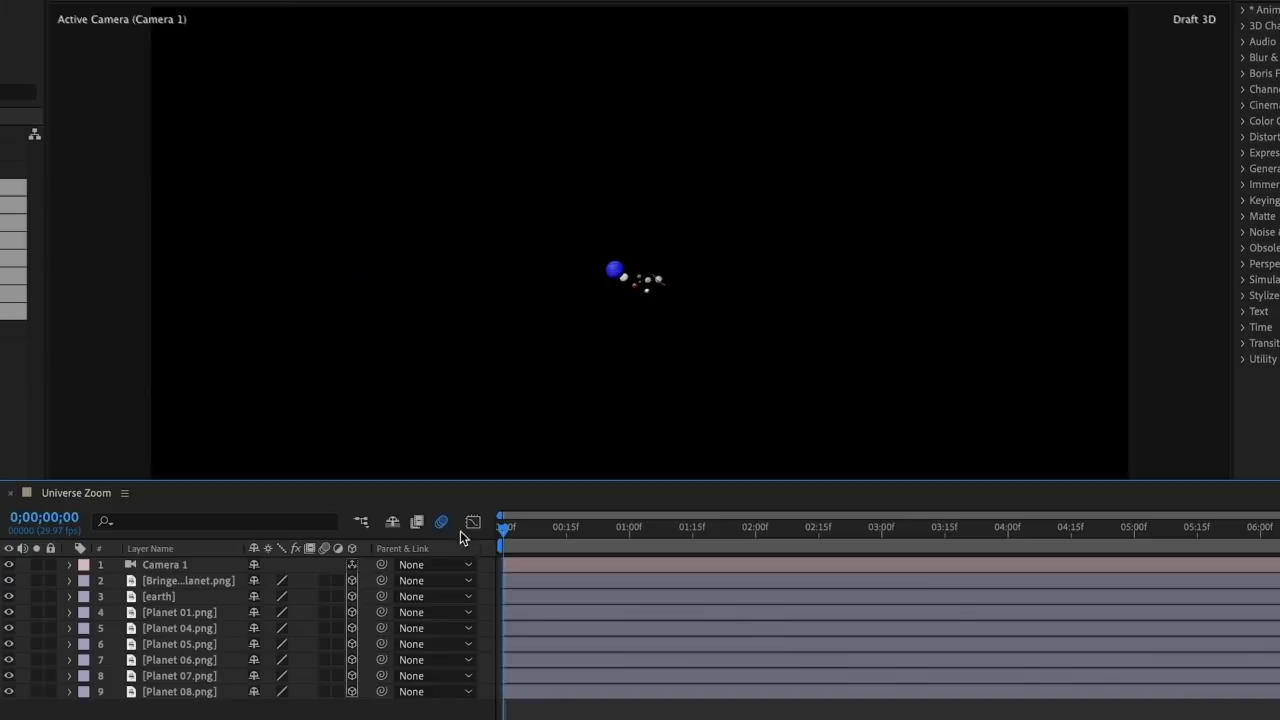 Active Camera (Camera 1)
Draft 3D
* Anim
3D Cha
Audio
Blur &
Boris F
Chann
Cinem
Color C
Distort
Expres
Genera
Immer
Keying
Matte
Noise &
Obsole
Perspe
Simula
Stylize
Text
Time
Transit
Utility
Universe Zoom
0;00;00;00
00000 (29.97 fps)
00f 00:15f 01:00f 01:15f 02:00f 02:15f 03:00f 03:15f 04:00f 04:15f 05:00f 05:15f 06:00f
# Layer Name fx Parent & Link
1 Camera 1 None
2 [Bringe...lanet.png] None
3 [earth] None
4 [Planet 01.png] None
5 [Planet 04.png] None
6 [Planet 05.png] None
7 [Planet 06.png] None
8 [Planet 07.png] None
9 [Planet 08.png] None